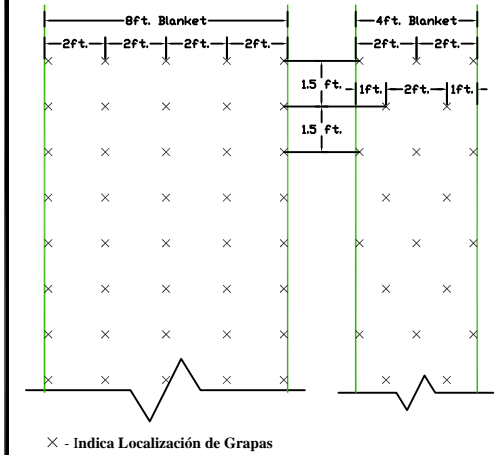 8ft. Blanket
4ft. Blanket
2ft. 2ft. 2ft. 2ft.
2ft. 2ft.
1.5 ft.
1ft. 2ft. 1ft.
1.5 ft.
× - Indica Localización de Grapas